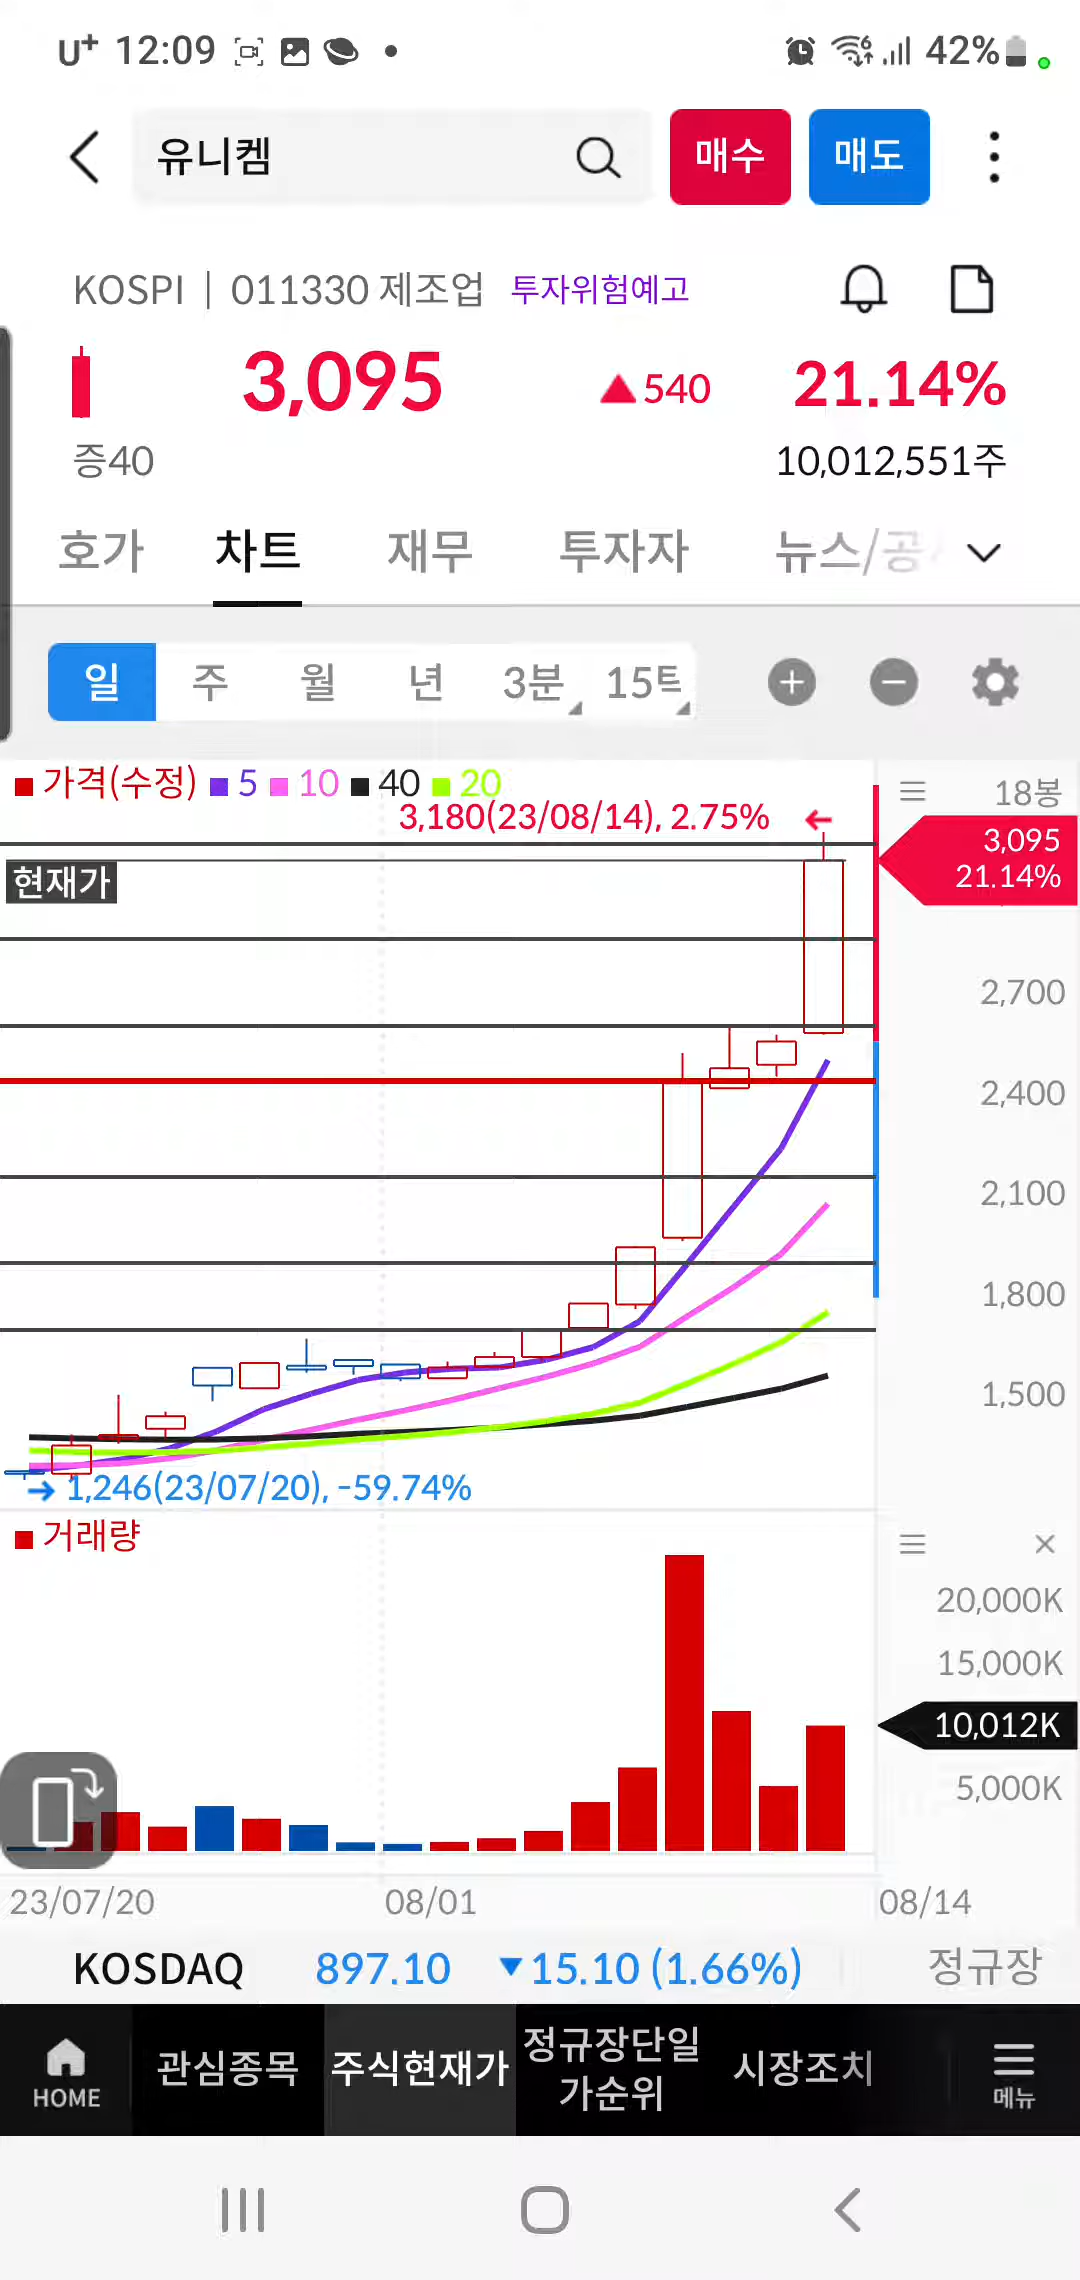 U+ 12:09
42%
유니켐
매수
매도
KOSPI | 011330 제조업 투자위험예고
3,095 ▲540 21.14%
증40
10,012,551주
호가 차트 재무 투자자 뉴스/공
일 주 월 년 3분 15트
가격(수정) 5 10 40 20
18봉
3,180(23/08/14), 2.75% ←
3,095
21.14%
현재가
2,700
2,400
2,100
1,800
1,500
→ 1,246(23/07/20), -59.74%
거래량
20,000K
15,000K
10,012K
5,000K
23/07/20 08/01 08/14
KOSDAQ 897.10 ▼15.10 (1.66%) 정규장
HOME
관심종목
주식현재가
정규장단일
가순위
시장조치
메뉴